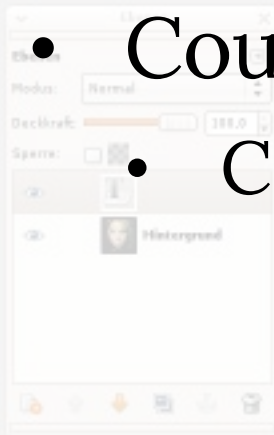 • Cou
Ebenen
Modus: Normal
Deckkraft: 100,0
• C
Sperre:
Hintergrund